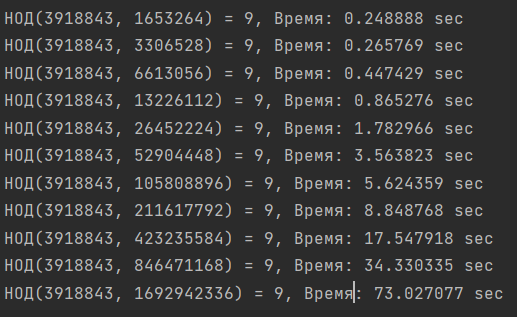 НОД(3918843, 1653264) = 9, Время: 0.248888 sec
НОД(3918843, 3306528) = 9, Время: 0.265769 sec
НОД(3918843, 6613056) = 9, Время: 0.447429 sec
НОД(3918843, 13226112) = 9, Время: 0.865276 sec
НОД(3918843, 26452224) = 9, Время: 1.782966 sec
НОД(3918843, 52904448) = 9, Время: 3.563823 sec
НОД(3918843, 105808896) = 9, Время: 5.624359 sec
НОД(3918843, 211617792) = 9, Время: 8.848768 sec
НОД(3918843, 423235584) = 9, Время: 17.547918 sec
НОД(3918843, 846471168) = 9, Время: 34.330335 sec
НОД(3918843, 1692942336) = 9, Время: 73.027077 sec